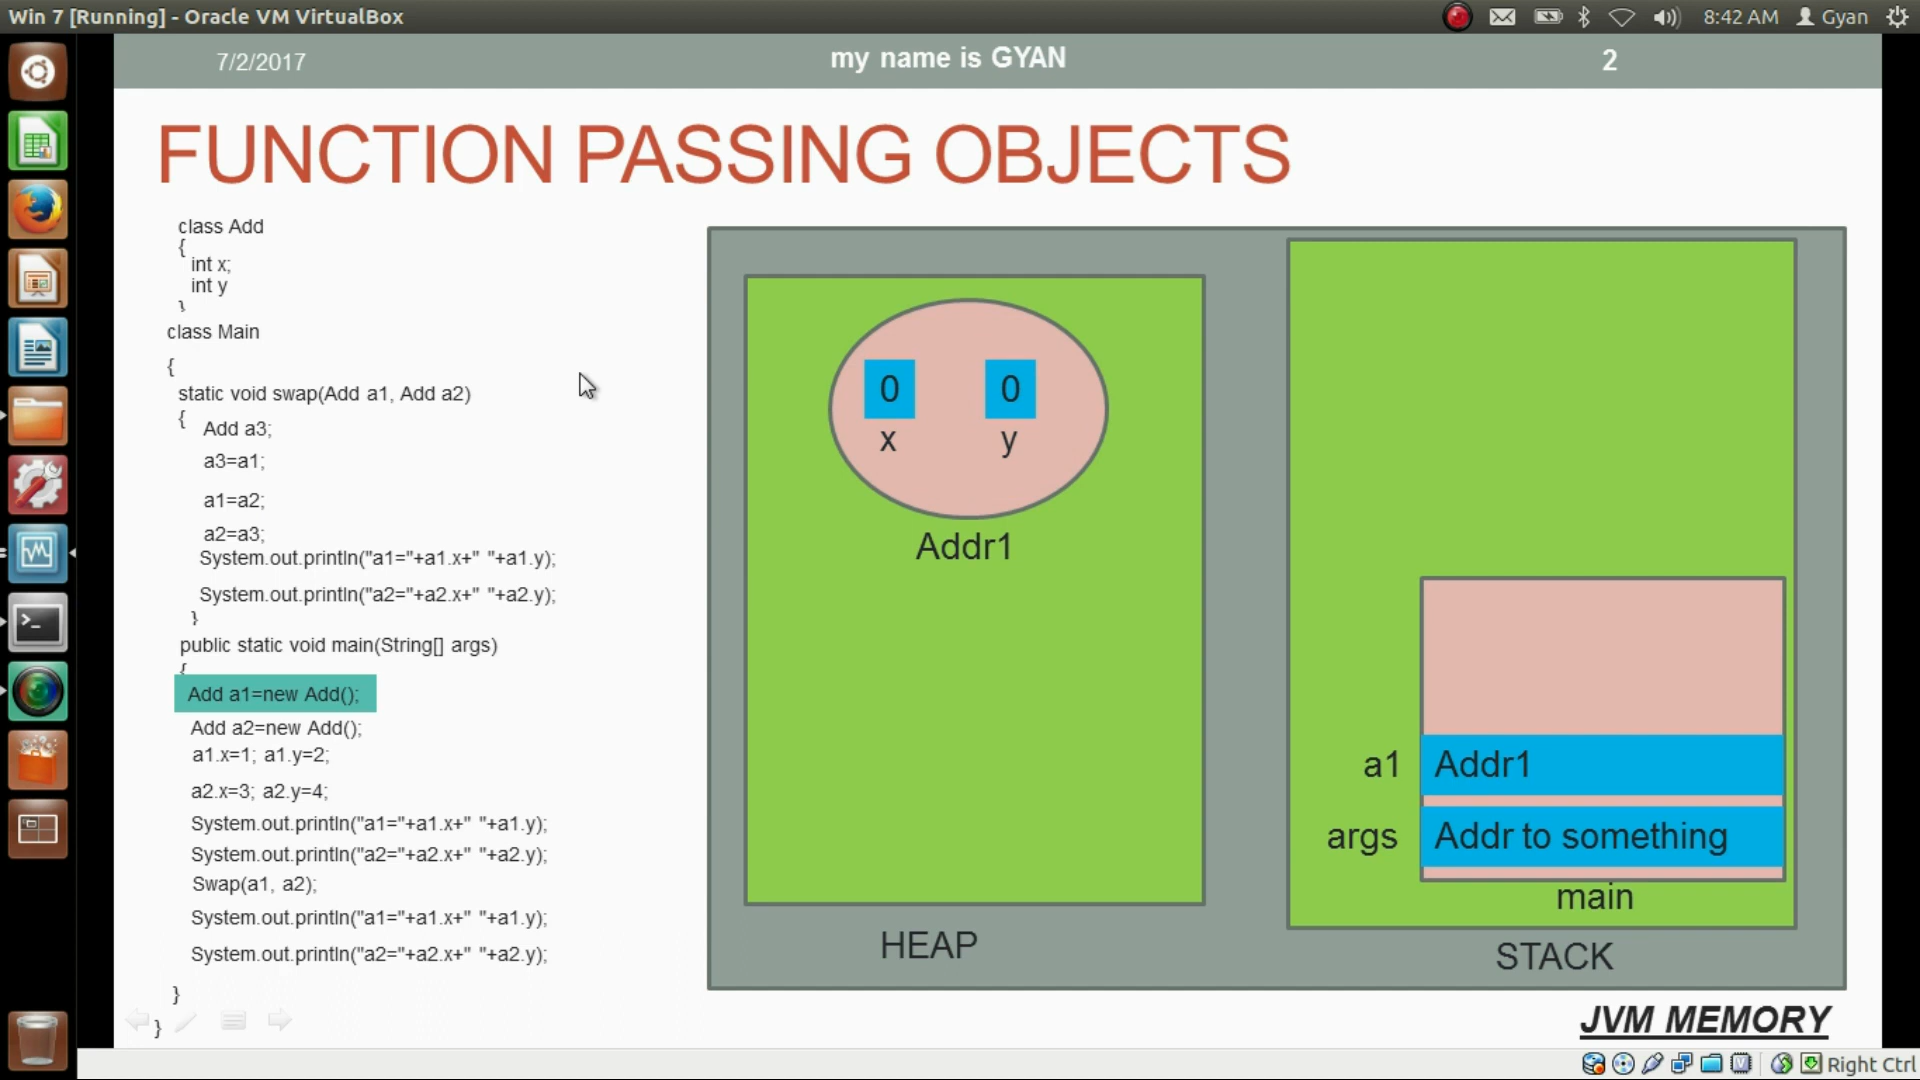 Win 7 [Running] - Oracle VM VirtualBox
8:42 AM Gyan
7/2/2017
my name is GYAN
2
FUNCTION PASSING OBJECTS
class Add
{
int x;
int y
}
class Main
{
static void swap(Add a1, Add a2)
{
Add a3;
a3=a1;
a1=a2;
a2=a3;
System.out.println("a1="+a1.x+" "+a1.y);
System.out.println("a2="+a2.x+" "+a2.y);
}
public static void main(String[] args)
{
Add a1=new Add();
Add a2=new Add();
a1.x=1; a1.y=2;
a2.x=3; a2.y=4;
System.out.println("a1="+a1.x+" "+a1.y);
System.out.println("a2="+a2.x+" "+a2.y);
Swap(a1, a2);
System.out.println("a1="+a1.x+" "+a1.y);
System.out.println("a2="+a2.x+" "+a2.y);
}
}
0 0
x y
Addr1
HEAP
a1 Addr1
args Addr to something
main
STACK
JVM MEMORY
Right Ctrl